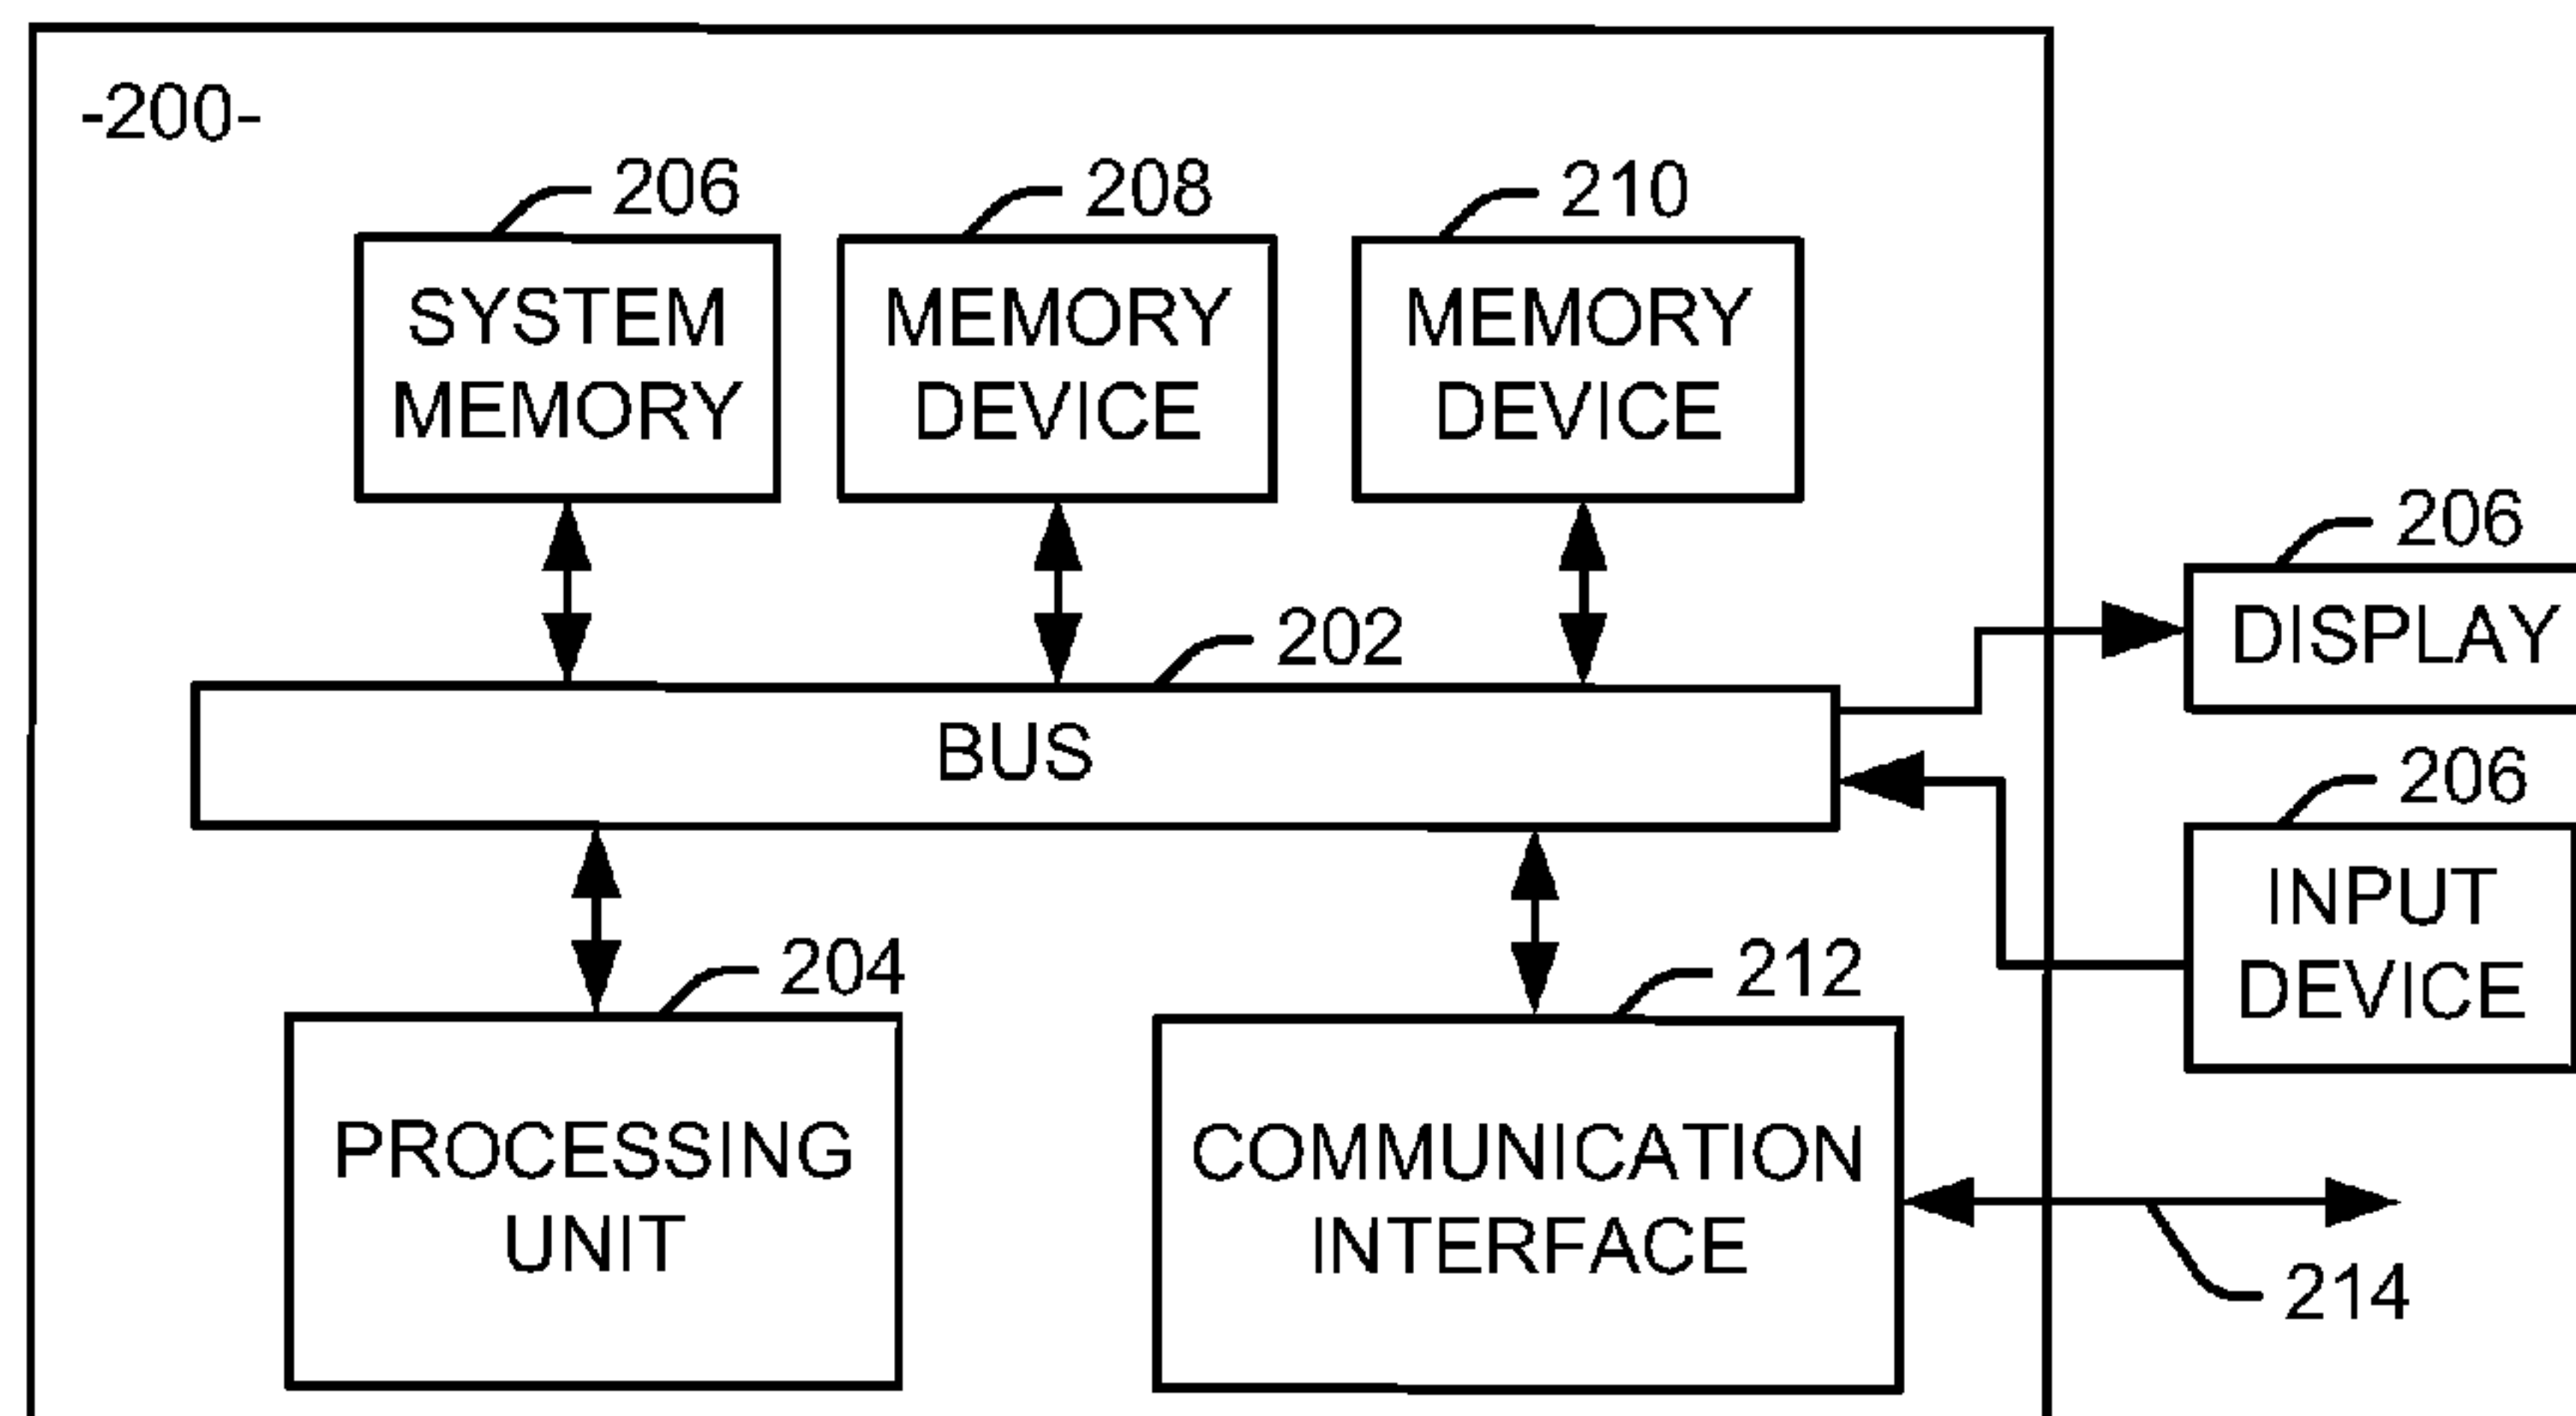 -200-
206
208
210
SYSTEM
MEMORY
MEMORY
DEVICE
MEMORY
DEVICE
206
DISPLAY
202
BUS
206
INPUT
DEVICE
204
212
PROCESSING
UNIT
COMMUNICATION
INTERFACE
214